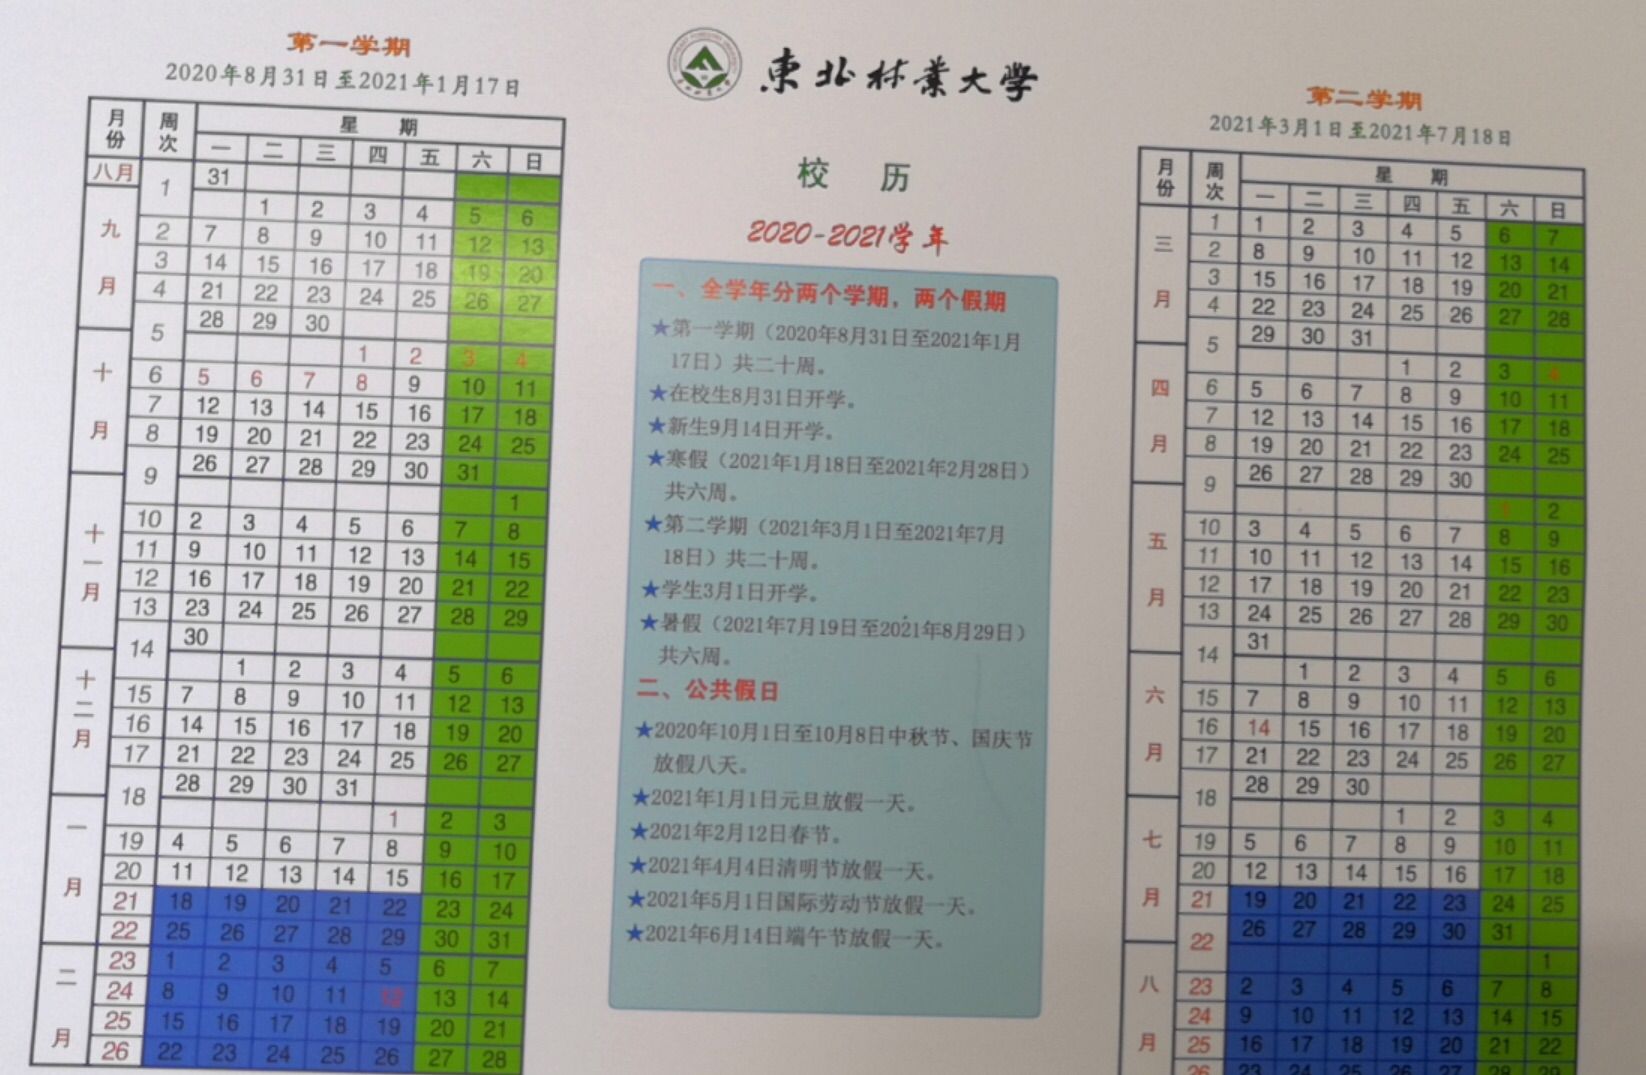 第一学期
2020年8月31日至2021年1月17日
月份 周次 星 期
一 二 三 四 五 六 日
八月 1 31
九月 1 2 3 4 5 6
2 7 8 9 10 11 12 13
3 14 15 16 17 18 19 20
4 21 22 23 24 25 26 27
5 28 29 30
十月 1 2 3 4
6 5 6 7 8 9 10 11
7 12 13 14 15 16 17 18
8 19 20 21 22 23 24 25
9 26 27 28 29 30 31
十一月 1
10 2 3 4 5 6 7 8
11 9 10 11 12 13 14 15
12 16 17 18 19 20 21 22
13 23 24 25 26 27 28 29
14 30
十二月 1 2 3 4 5 6
15 7 8 9 10 11 12 13
16 14 15 16 17 18 19 20
17 21 22 23 24 25 26 27
18 28 29 30 31
一月 1 2 3
19 4 5 6 7 8 9 10
20 11 12 13 14 15 16 17
21 18 19 20 21 22 23 24
22 25 26 27 28 29 30 31
二月 23 1 2 3 4 5 6 7
24 8 9 10 11 12 13 14
25 15 16 17 18 19 20 21
26 22 23 24 25 26 27 28
東北林業大學
校 历
2020-2021学年
一、全学年分两个学期，两个假期
★第一学期（2020年8月31日至2021年1月
17日）共二十周。
★在校生8月31日开学。
★新生9月14日开学。
★寒假（2021年1月18日至2021年2月28日）
共六周。
★第二学期（2021年3月1日至2021年7月
18日）共二十周。
★学生3月1日开学。
★暑假（2021年7月19日至2021年8月29日）
共六周。
二、公共假日
★2020年10月1日至10月8日中秋节、国庆节
放假八天。
★2021年1月1日元旦放假一天。
★2021年2月12日春节。
★2021年4月4日清明节放假一天。
★2021年5月1日国际劳动节放假一天。
★2021年6月14日端午节放假一天。
第二学期
2021年3月1日至2021年7月18日
月份 周次 星 期
一 二 三 四 五 六 日
三月 1 1 2 3 4 5 6 7
2 8 9 10 11 12 13 14
3 15 16 17 18 19 20 21
4 22 23 24 25 26 27 28
5 29 30 31
四月 1 2 3 4
6 5 6 7 8 9 10 11
7 12 13 14 15 16 17 18
8 19 20 21 22 23 24 25
9 26 27 28 29 30
五月 1 2
10 3 4 5 6 7 8 9
11 10 11 12 13 14 15 16
12 17 18 19 20 21 22 23
13 24 25 26 27 28 29 30
14 31
六月 1 2 3 4 5 6
15 7 8 9 10 11 12 13
16 14 15 16 17 18 19 20
17 21 22 23 24 25 26 27
18 28 29 30
七月 1 2 3 4
19 5 6 7 8 9 10 11
20 12 13 14 15 16 17 18
21 19 20 21 22 23 24 25
22 26 27 28 29 30 31
八月 1
23 2 3 4 5 6 7 8
24 9 10 11 12 13 14 15
25 16 17 18 19 20 21 22
26 23 24 25 26 27 28 29